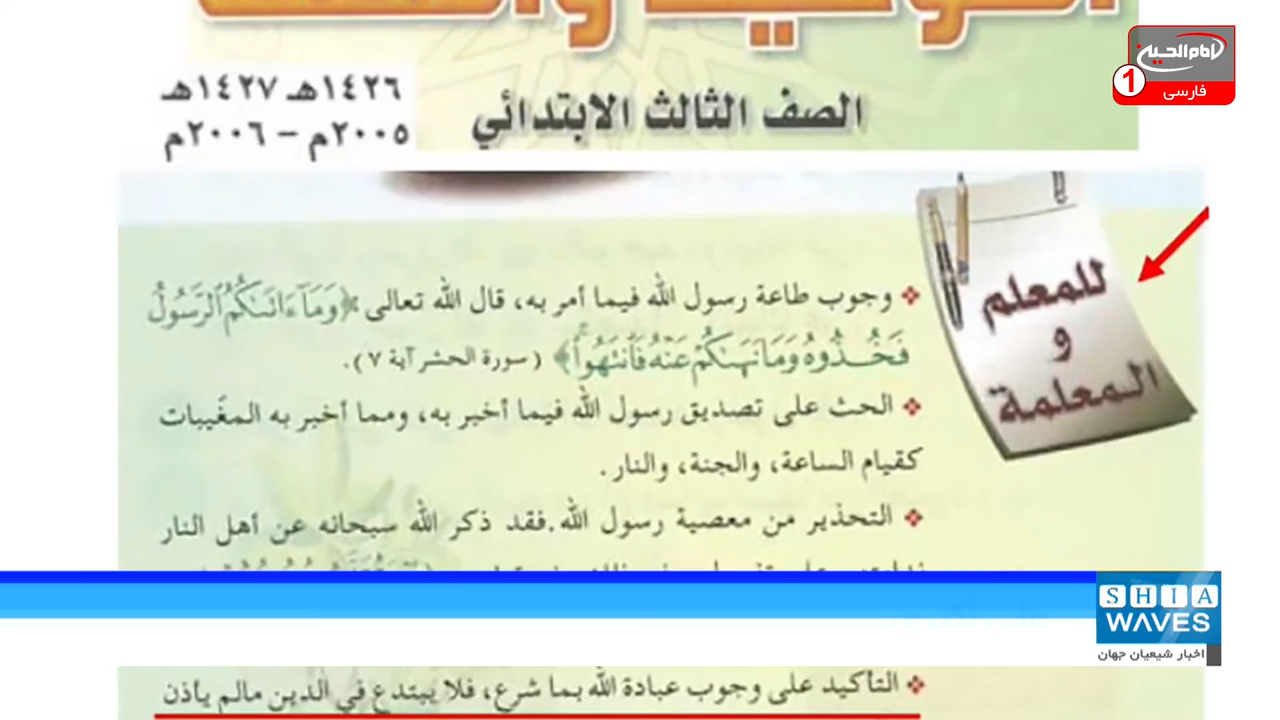 امام الحسین
1
فارسی
١٤٢٦هـ ١٤٢٧هـ
٢٠٠٥م – ٢٠٠٦م
الصف الثالث الابتدائي
للمعلم
و
المعلمة
وجوب طاعة رسول الله فيما أمر به، قال الله تعالى ﴿وَمَآ ءَاتَىٰكُمُ ٱلرَّسُولُ
فَخُذُوهُ وَمَا نَهَىٰكُمْ عَنْهُ فَٱنتَهُواْ﴾ (سورة الحشر آية ٧).
الحث على تصديق رسول الله فيما أخبر به، ومما أخبر به المغَيبات
كقيام الساعة، والجنة، والنار.
التحذير من معصية رسول الله. فقد ذكر الله سبحانه عن أهل النار
SHIA
WAVES
اخبار شیعیان جهان
التأكيد على وجوب عبادة الله بما شرع، فلا يبتدع في الدين مالم يأذن